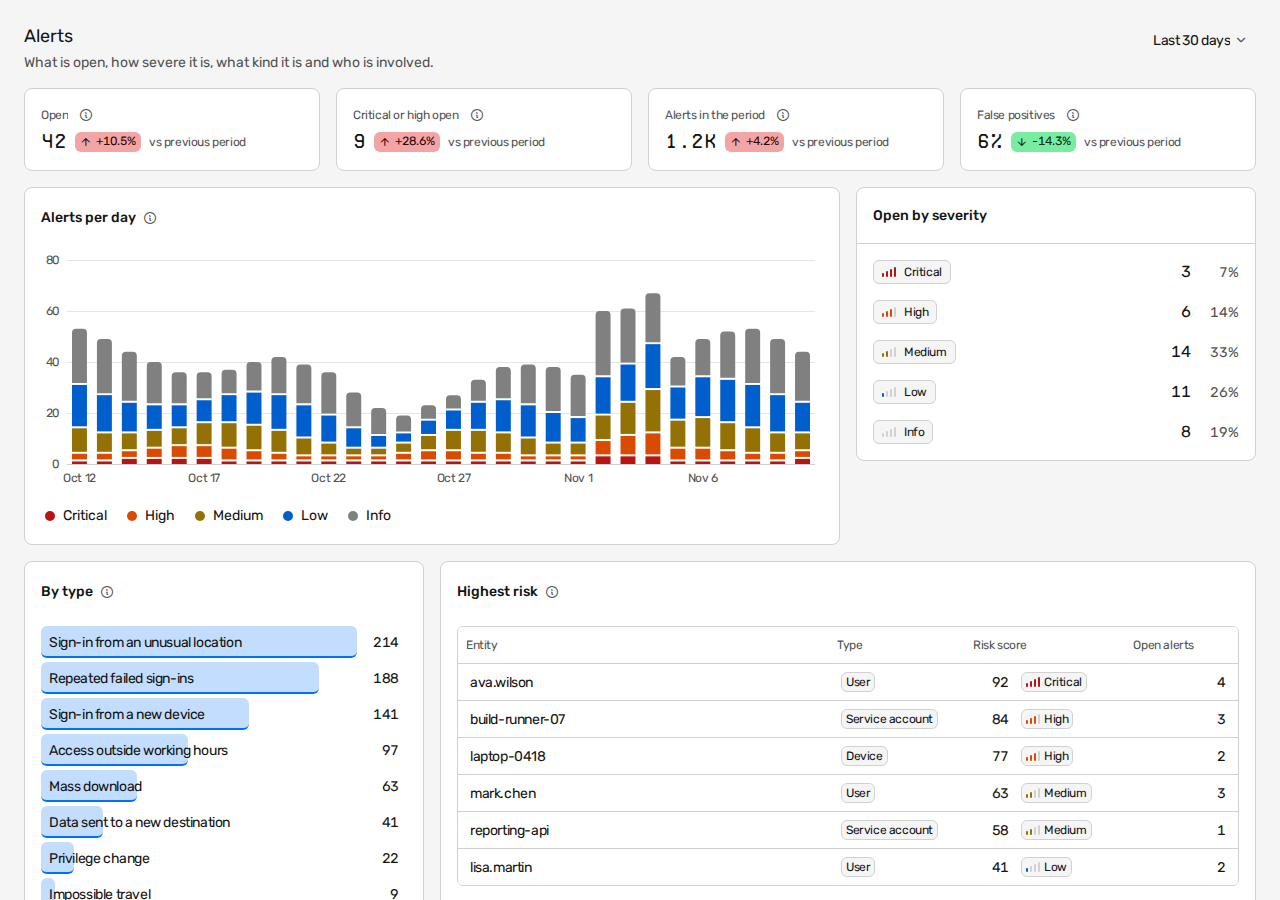 Alerts
Last 30 days
What is open, how severe it is, what kind it is and who is involved.
Open
42 +10.5% vs previous period
Critical or high open
9 +28.6% vs previous period
Alerts in the period
1.2K +4.2% vs previous period
False positives
6% -14.3% vs previous period
Alerts per day
80
60
40
20
0
Oct 12 Oct 17 Oct 22 Oct 27 Nov 1 Nov 6
Critical High Medium Low Info
Open by severity
Critical 3 7%
High 6 14%
Medium 14 33%
Low 11 26%
Info 8 19%
By type
Sign-in from an unusual location 214
Repeated failed sign-ins 188
Sign-in from a new device 141
Access outside working hours 97
Mass download 63
Data sent to a new destination 41
Privilege change 22
Impossible travel 9
Highest risk
Entity Type Risk score Open alerts
ava.wilson User 92 Critical 4
build-runner-07 Service account 84 High 3
laptop-0418 Device 77 High 2
mark.chen User 63 Medium 3
reporting-api Service account 58 Medium 1
lisa.martin User 41 Low 2